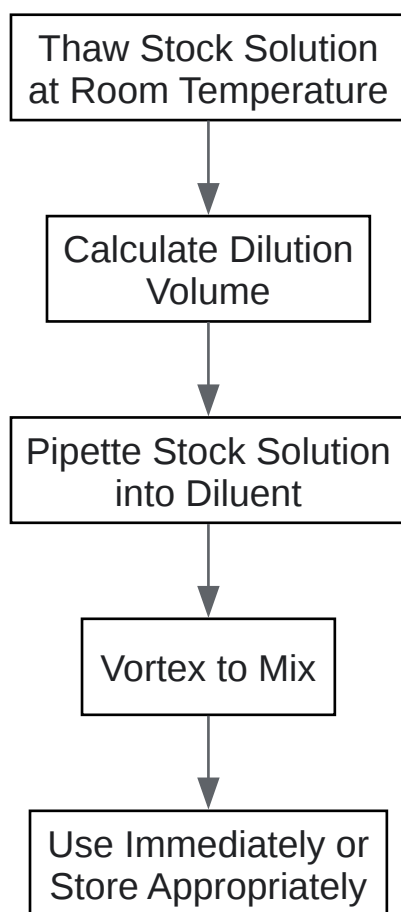 Thaw Stock Solution
at Room Temperature
Calculate Dilution
Volume
Pipette Stock Solution
into Diluent
Vortex to Mix
Use Immediately or
Store Appropriately